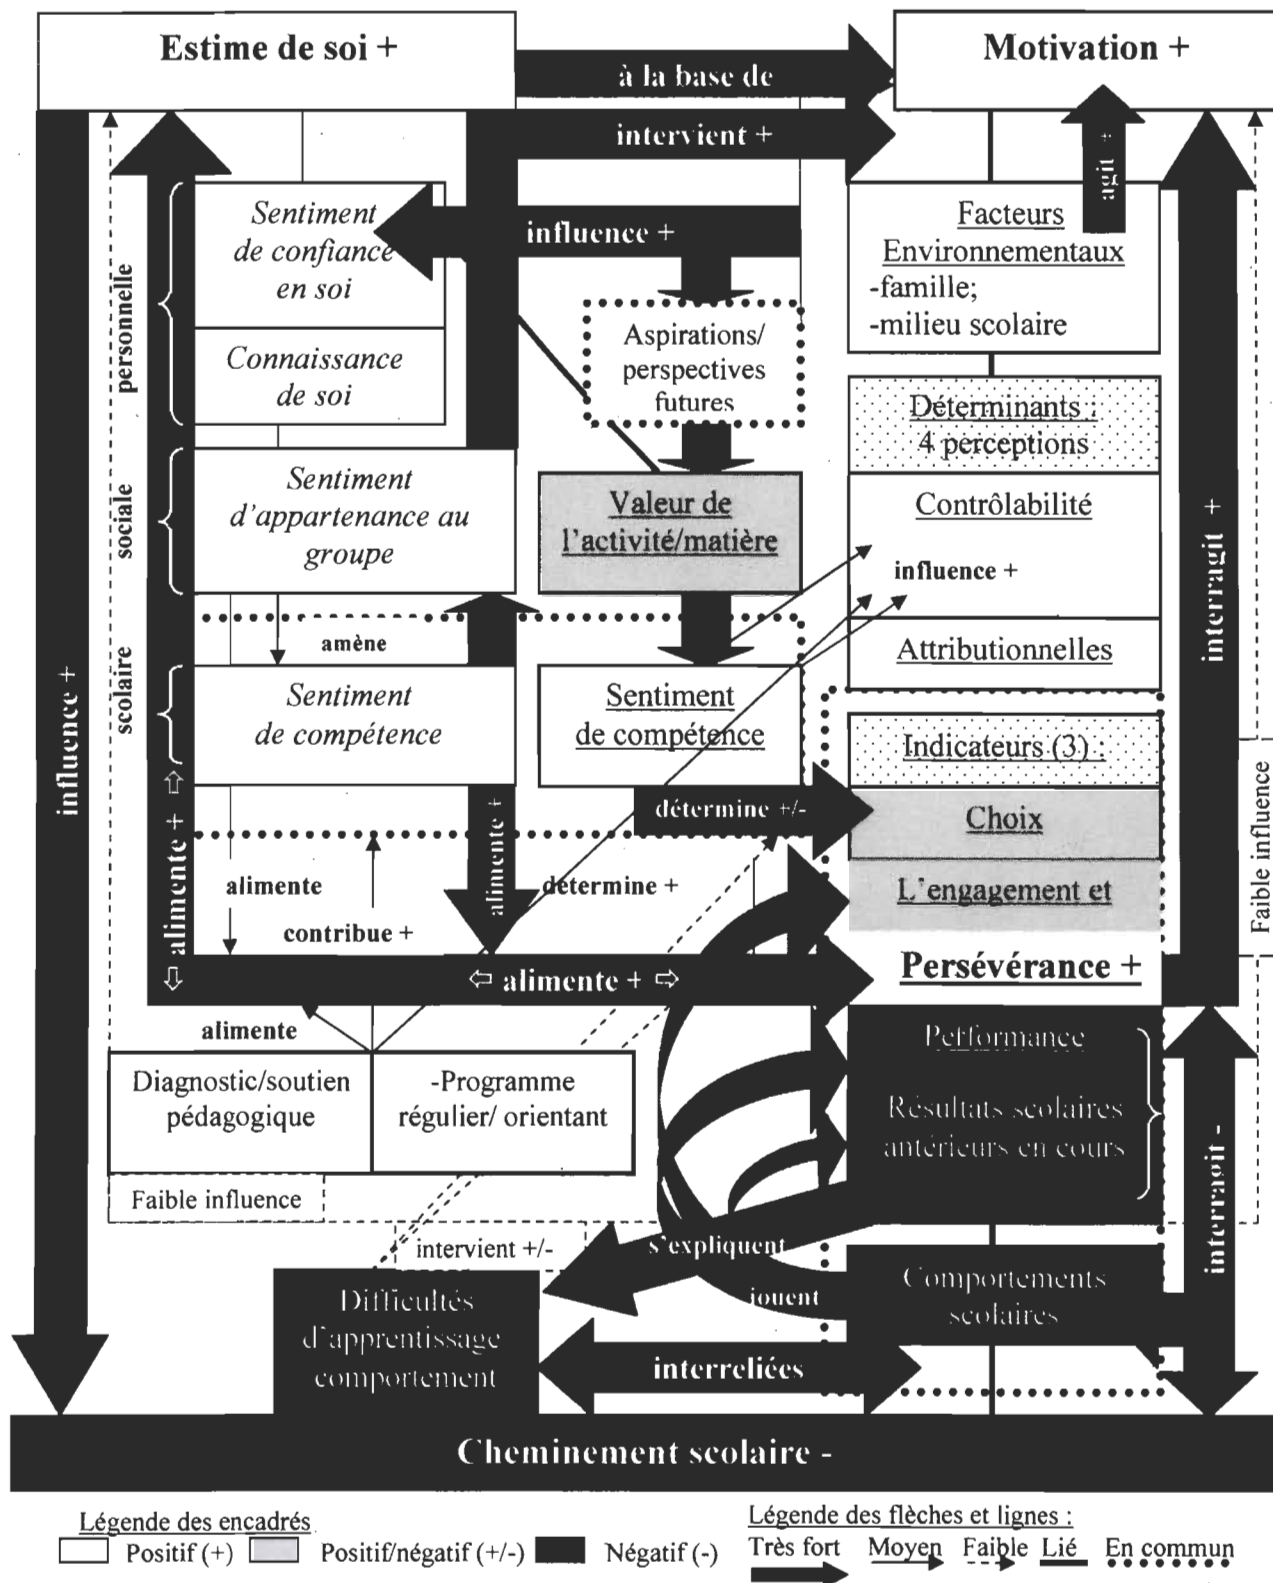 Estime de soi +
Motivation +
à la base de
intervient +
agit +
Sentiment
de confiance
en soi
influence +
Facteurs
Environnementaux
-famille;
-milieu scolaire
personnelle
Connaissance
de soi
Aspirations/
perspectives
futures
Déterminants :
4 perceptions
sociale
Sentiment
d'appartenance au
groupe
Valeur de
l'activité/matière
Contrôlabilité
influence +
interragit +
amène
Attributionnelles
scolaire
Sentiment
de compétence
Sentiment
de compétence
Indicateurs (3) :
influence +
alimente +
alimente +
détermine +/-
Choix
Faible influence
alimente
détermine +
L'engagement et
contribue +
⇦ alimente + ⇨
Persévérance +
alimente
Performance
Diagnostic/soutien
pédagogique
-Programme
régulier/ orientant
Résultats scolaires
antérieurs en cours
interragit -
Faible influence
intervient +/-
s'expliquent
Difficultés
d'apprentissage
comportement
jouent
Comportements
scolaires
interreliées
Cheminement scolaire -
Légende des encadrés
Positif (+) Positif/négatif (+/-) Négatif (-)
Légende des flèches et lignes :
Très fort Moyen Faible Lié En commun